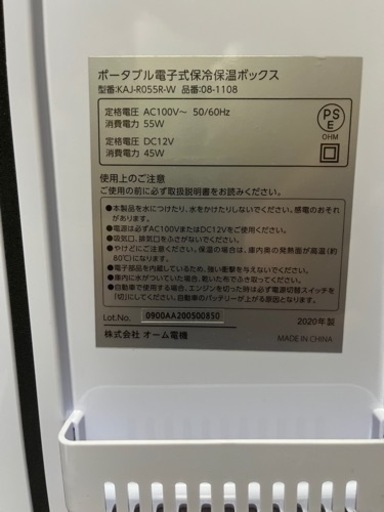 ポータブル電子式保冷保温ボックス
型番:KAJ-R055R-W 品番:08-1108
定格電圧 AC100V～ 50/60Hz
消費電力 55W
定格電圧 DC12V
消費電力 45W
PS
E
OHM
使用上のご注意
ご使用の前に必ず取扱説明書をお読みください。
●本製品を水につけたり、水をかけたりしないでください。感電のおそれ
があります。
●電源は必ずAC100VまたはDC12Vをご使用ください。
●吸気口、排気口をふさがないでください。
●やけどにご注意ください。保温の場合は、庫内奥の発熱面が高温（約
60℃）になります。
●電子部品を内蔵しているため、強い衝撃を与えないでください。
●庫内に水がついていた場合、乾いた布でふき取ってください。
●自動車で使用する場合、エンジンを切った時は必ず電源切替スイッチを
「切」にしてください。自動車のバッテリーが上がる原因となります。
Lot.No. 0900AA200500850
2020年製
株式会社 オーム電機
MADE IN CHINA